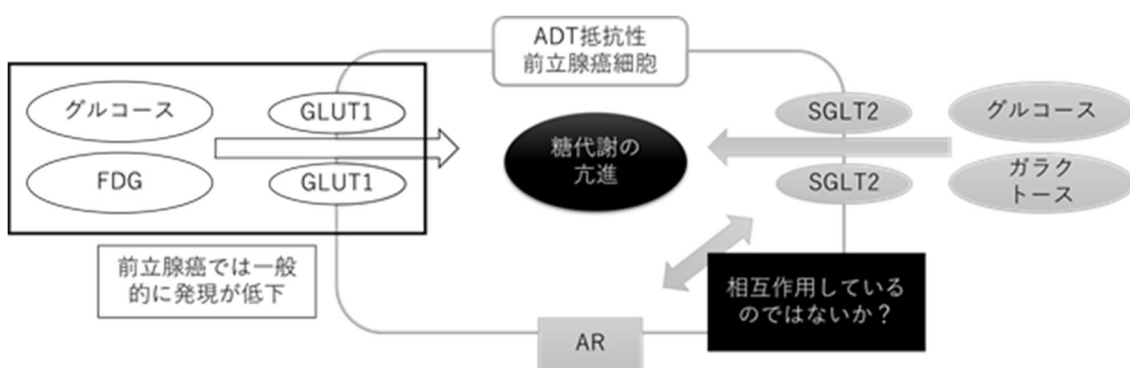 ADT抵抗性
前立腺癌細胞
グルコース
GLUT1
FDG
GLUT1
糖代謝の
亢進
SGLT2
グルコース
SGLT2
ガラク
トース
前立腺癌では一般
的に発現が低下
相互作用している
のではないか？
AR